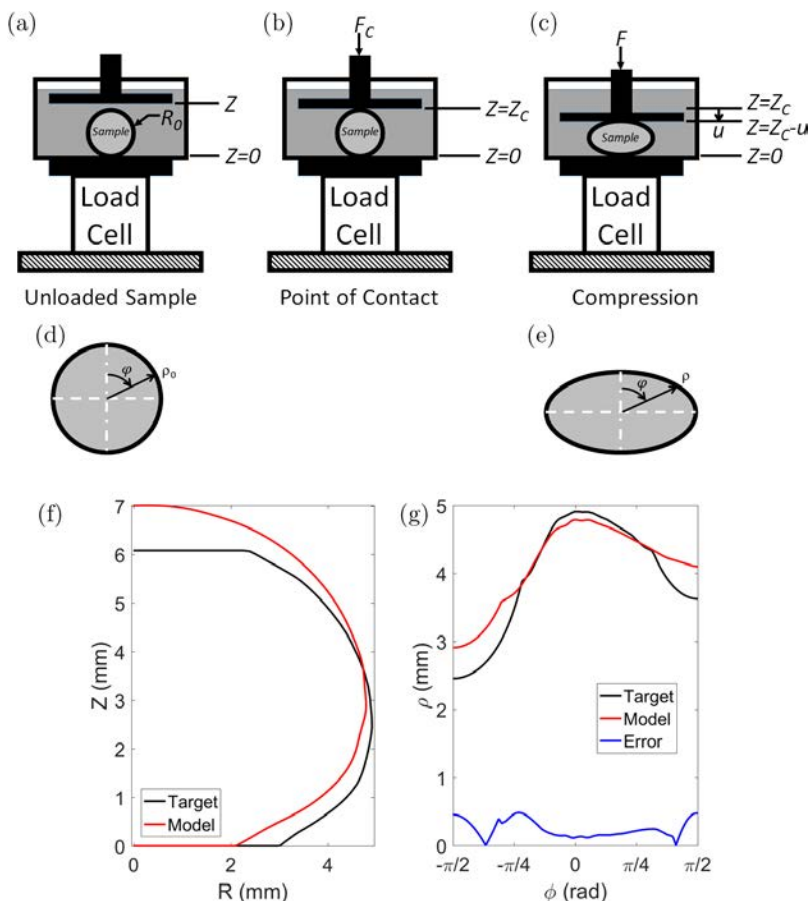 (a)
(b)
(c)
F_C
F
Z
R_0
Sample
Z=0
Z=Z_C
Sample
Z=0
Z=Z_C
u
Z=Z_C-u
Sample
Z=0
Load
Cell
Load
Cell
Load
Cell
Unloaded Sample
Point of Contact
Compression
(d)
(e)
φ
ρ₀
φ
ρ
(f)
7
6
5
4
3
2
1
0
Z (mm)
Target
Model
0
2
4
R (mm)
(g)
5
4
3
2
1
0
ρ (mm)
Target
Model
Error
-π/2
-π/4
0
π/4
π/2
ϕ (rad)